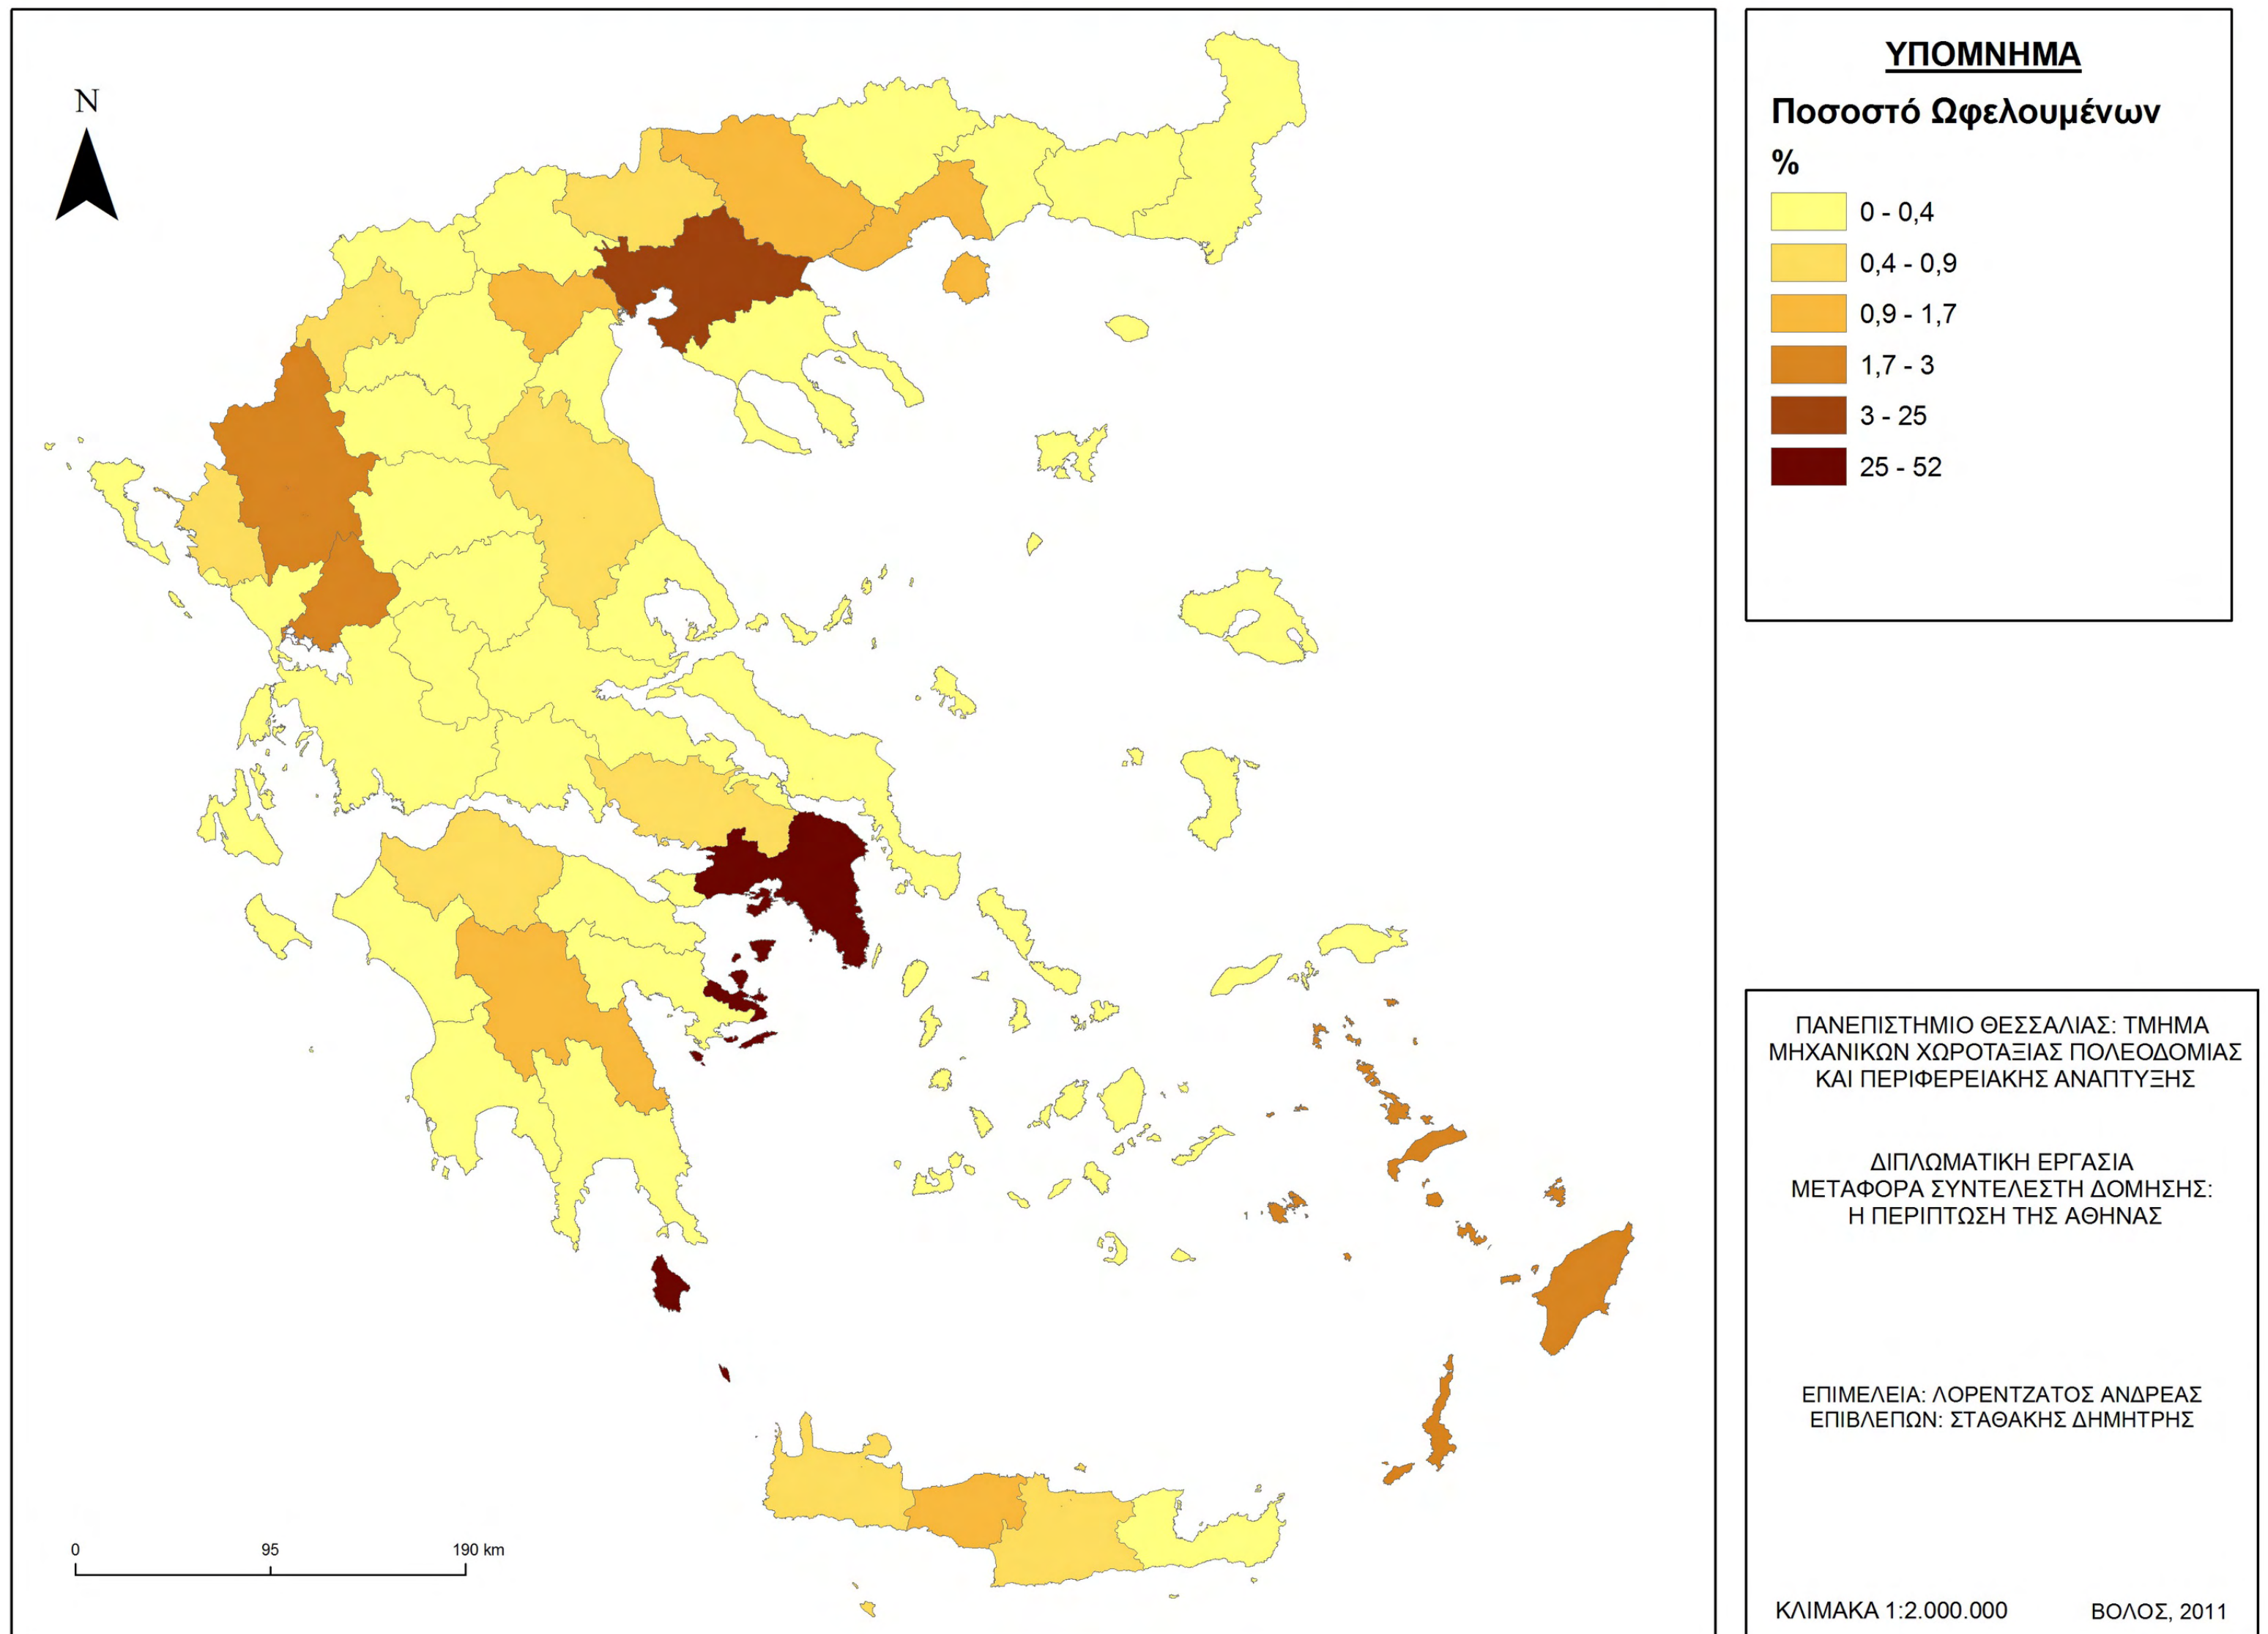 N
0 95 190 km
ΥΠΟΜΝΗΜΑ
Ποσοστό Ωφελουμένων
%
0 - 0,4
0,4 - 0,9
0,9 - 1,7
1,7 - 3
3 - 25
25 - 52
ΠΑΝΕΠΙΣΤΗΜΙΟ ΘΕΣΣΑΛΙΑΣ: ΤΜΗΜΑ
ΜΗΧΑΝΙΚΩΝ ΧΩΡΟΤΑΞΙΑΣ ΠΟΛΕΟΔΟΜΙΑΣ
ΚΑΙ ΠΕΡΙΦΕΡΕΙΑΚΗΣ ΑΝΑΠΤΥΞΗΣ
ΔΙΠΛΩΜΑΤΙΚΗ ΕΡΓΑΣΙΑ
ΜΕΤΑΦΟΡΑ ΣΥΝΤΕΛΕΣΤΗ ΔΟΜΗΣΗΣ:
Η ΠΕΡΙΠΤΩΣΗ ΤΗΣ ΑΘΗΝΑΣ
ΕΠΙΜΕΛΕΙΑ: ΛΟΡΕΝΤΖΑΤΟΣ ΑΝΔΡΕΑΣ
ΕΠΙΒΛΕΠΩΝ: ΣΤΑΘΑΚΗΣ ΔΗΜΗΤΡΗΣ
ΚΛΙΜΑΚΑ 1:2.000.000 ΒΟΛΟΣ, 2011